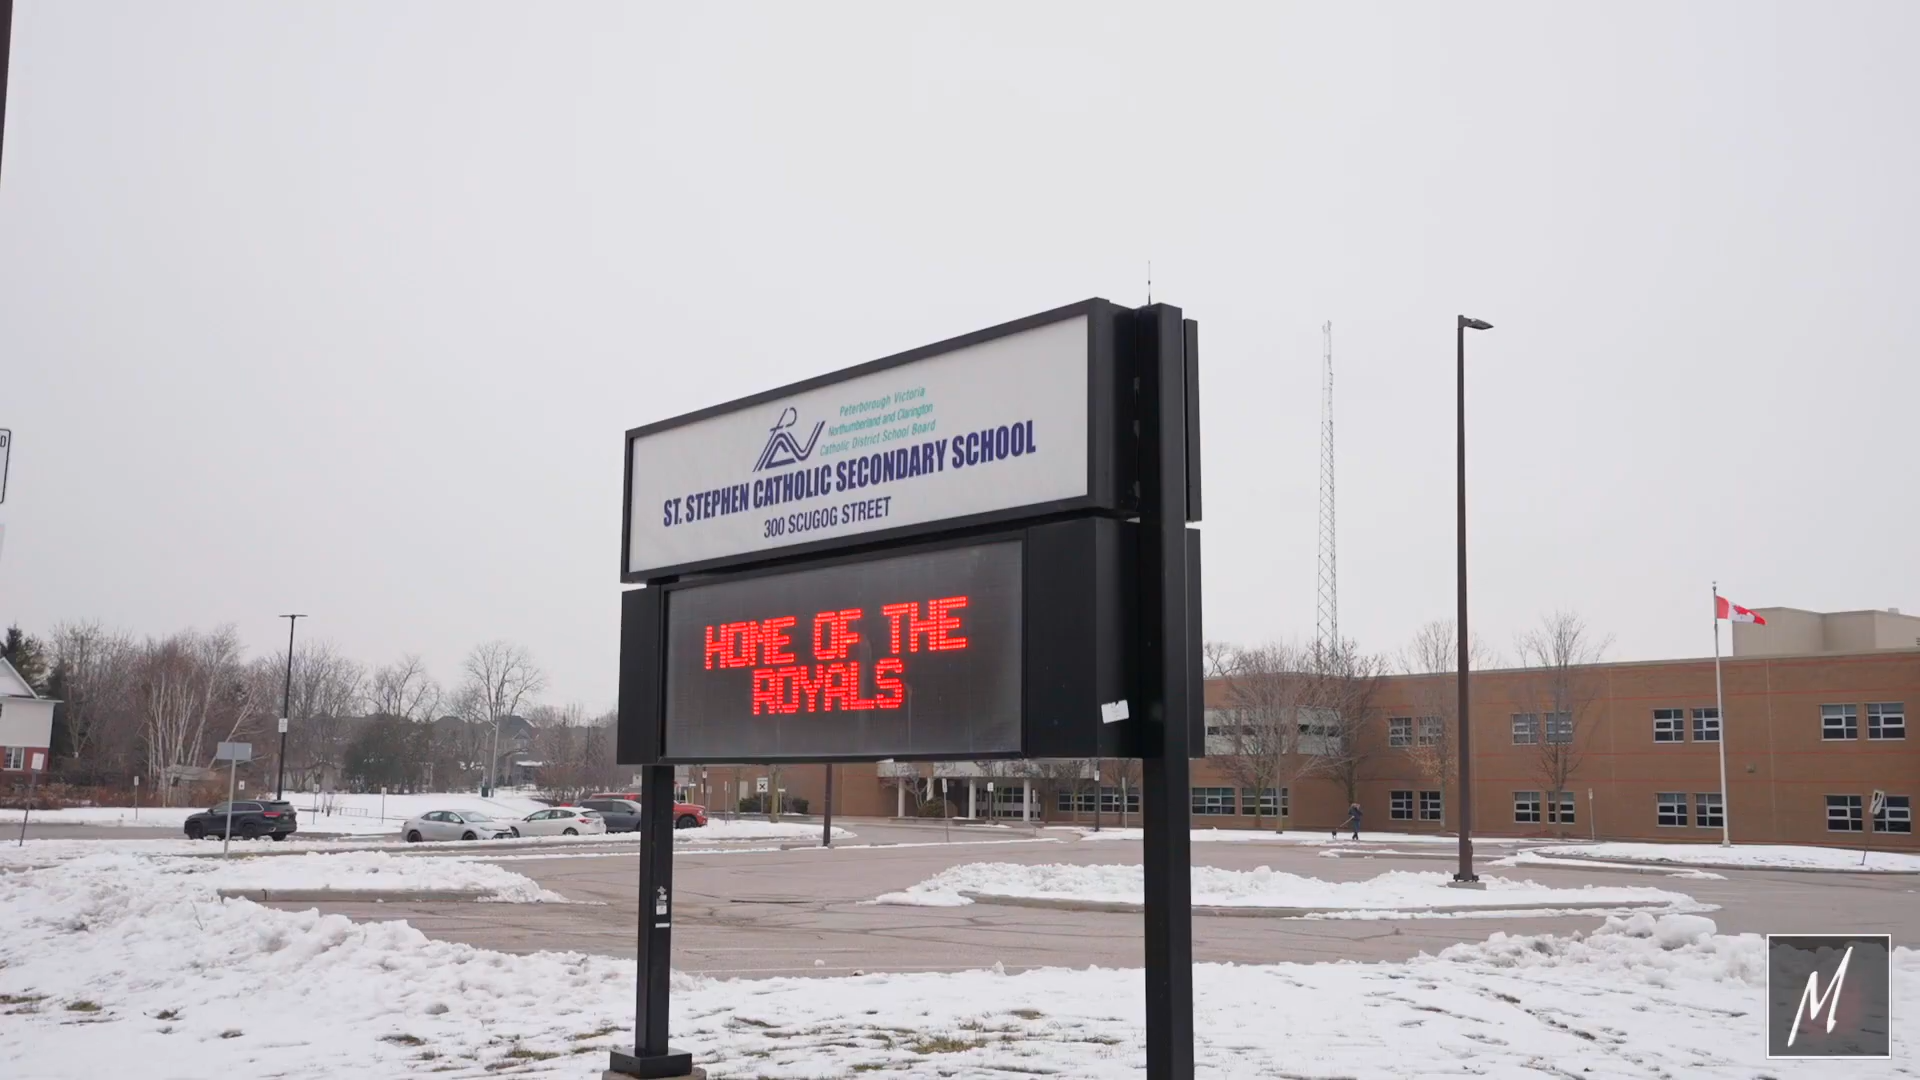 Peterborough Victoria
Northumberland and Clarington
Catholic District School Board
ST. STEPHEN CATHOLIC SECONDARY SCHOOL
300 SCUGOG STREET
HOME OF THE
ROYALS
M